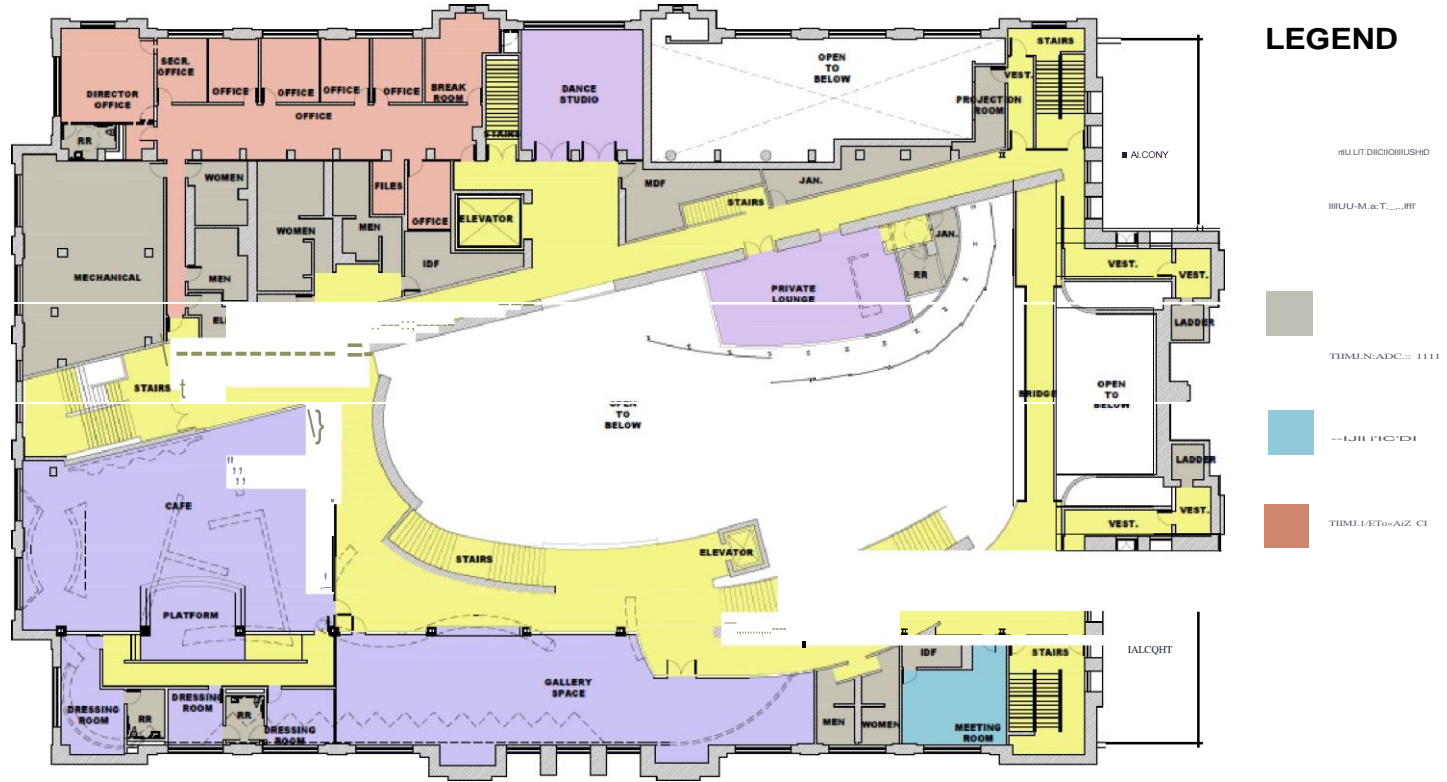 LEGEND
STAIRS
SECR.
OFFICE
OPEN
TO
BELOW
VEST.
DIRECTOR
OFFICE
OFFICE
OFFICE
OFFICE
OFFICE
BREAK
ROOM
DANCE
STUDIO
PROJECTION
ROOM
OFFICE
STAIRS
RR
AI.CONY
WOMEN
FILES
MDF
JAN.
STAIRS
OFFICE
ELEVATOR
WOMEN
MEN
JAN.
IDF
MECHANICAL
MEN
RR
VEST.
VEST.
PRIVATE
LOUNGE
LADDER
STAIRS
BRIDGE
OPEN
TO
BELOW
OPEN
TO
BELOW
LADDER
CAFE
VEST.
VEST.
STAIRS
ELEVATOR
PLATFORM
IALCQHT
IDF
STAIRS
GALLERY
SPACE
DRESSING
ROOM
DRESSING
ROOM
RR
RR
DRESSING
ROOM
MEN
WOMEN
MEETING
ROOM